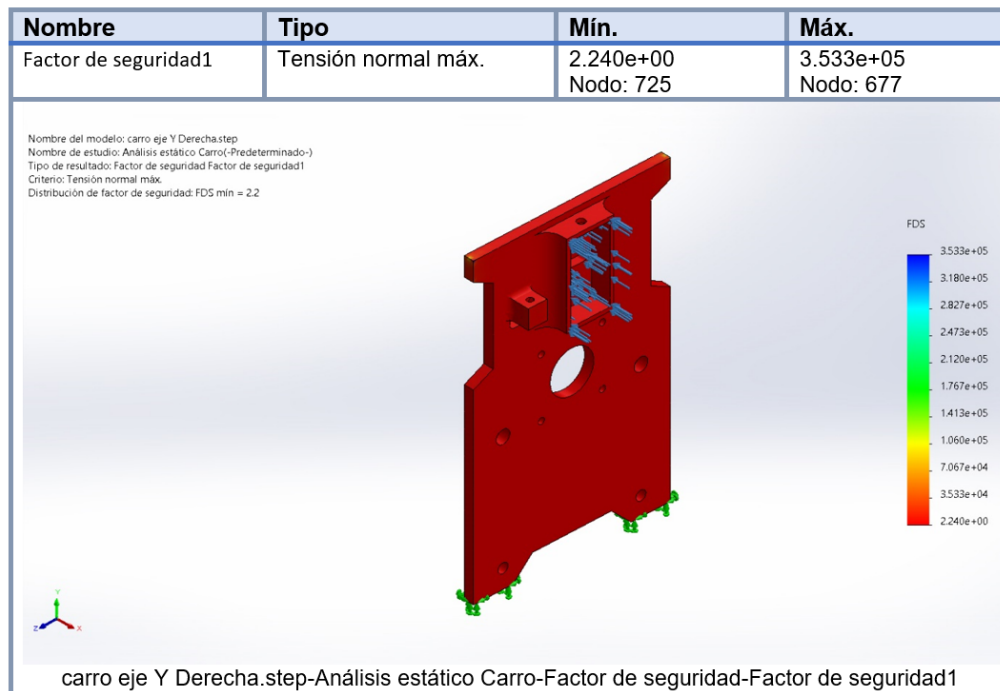 Nombre Tipo Mín. Máx.
Factor de seguridad1 Tensión normal máx. 2.240e+00 3.533e+05
Nodo: 725 Nodo: 677
Nombre del modelo: carro eje Y Derecha.step
Nombre de estudio: Análisis estático Carro(-Predeterminado-)
Tipo de resultado: Factor de seguridad Factor de seguridad1
Criterio: Tensión normal máx.
Distribución de factor de seguridad: FDS mín = 2.2
FDS
3.533e+05
3.180e+05
2.827e+05
2.473e+05
2.120e+05
1.767e+05
1.413e+05
1.060e+05
7.067e+04
3.533e+04
2.240e+00
Y
Z X
carro eje Y Derecha.step-Análisis estático Carro-Factor de seguridad-Factor de seguridad1